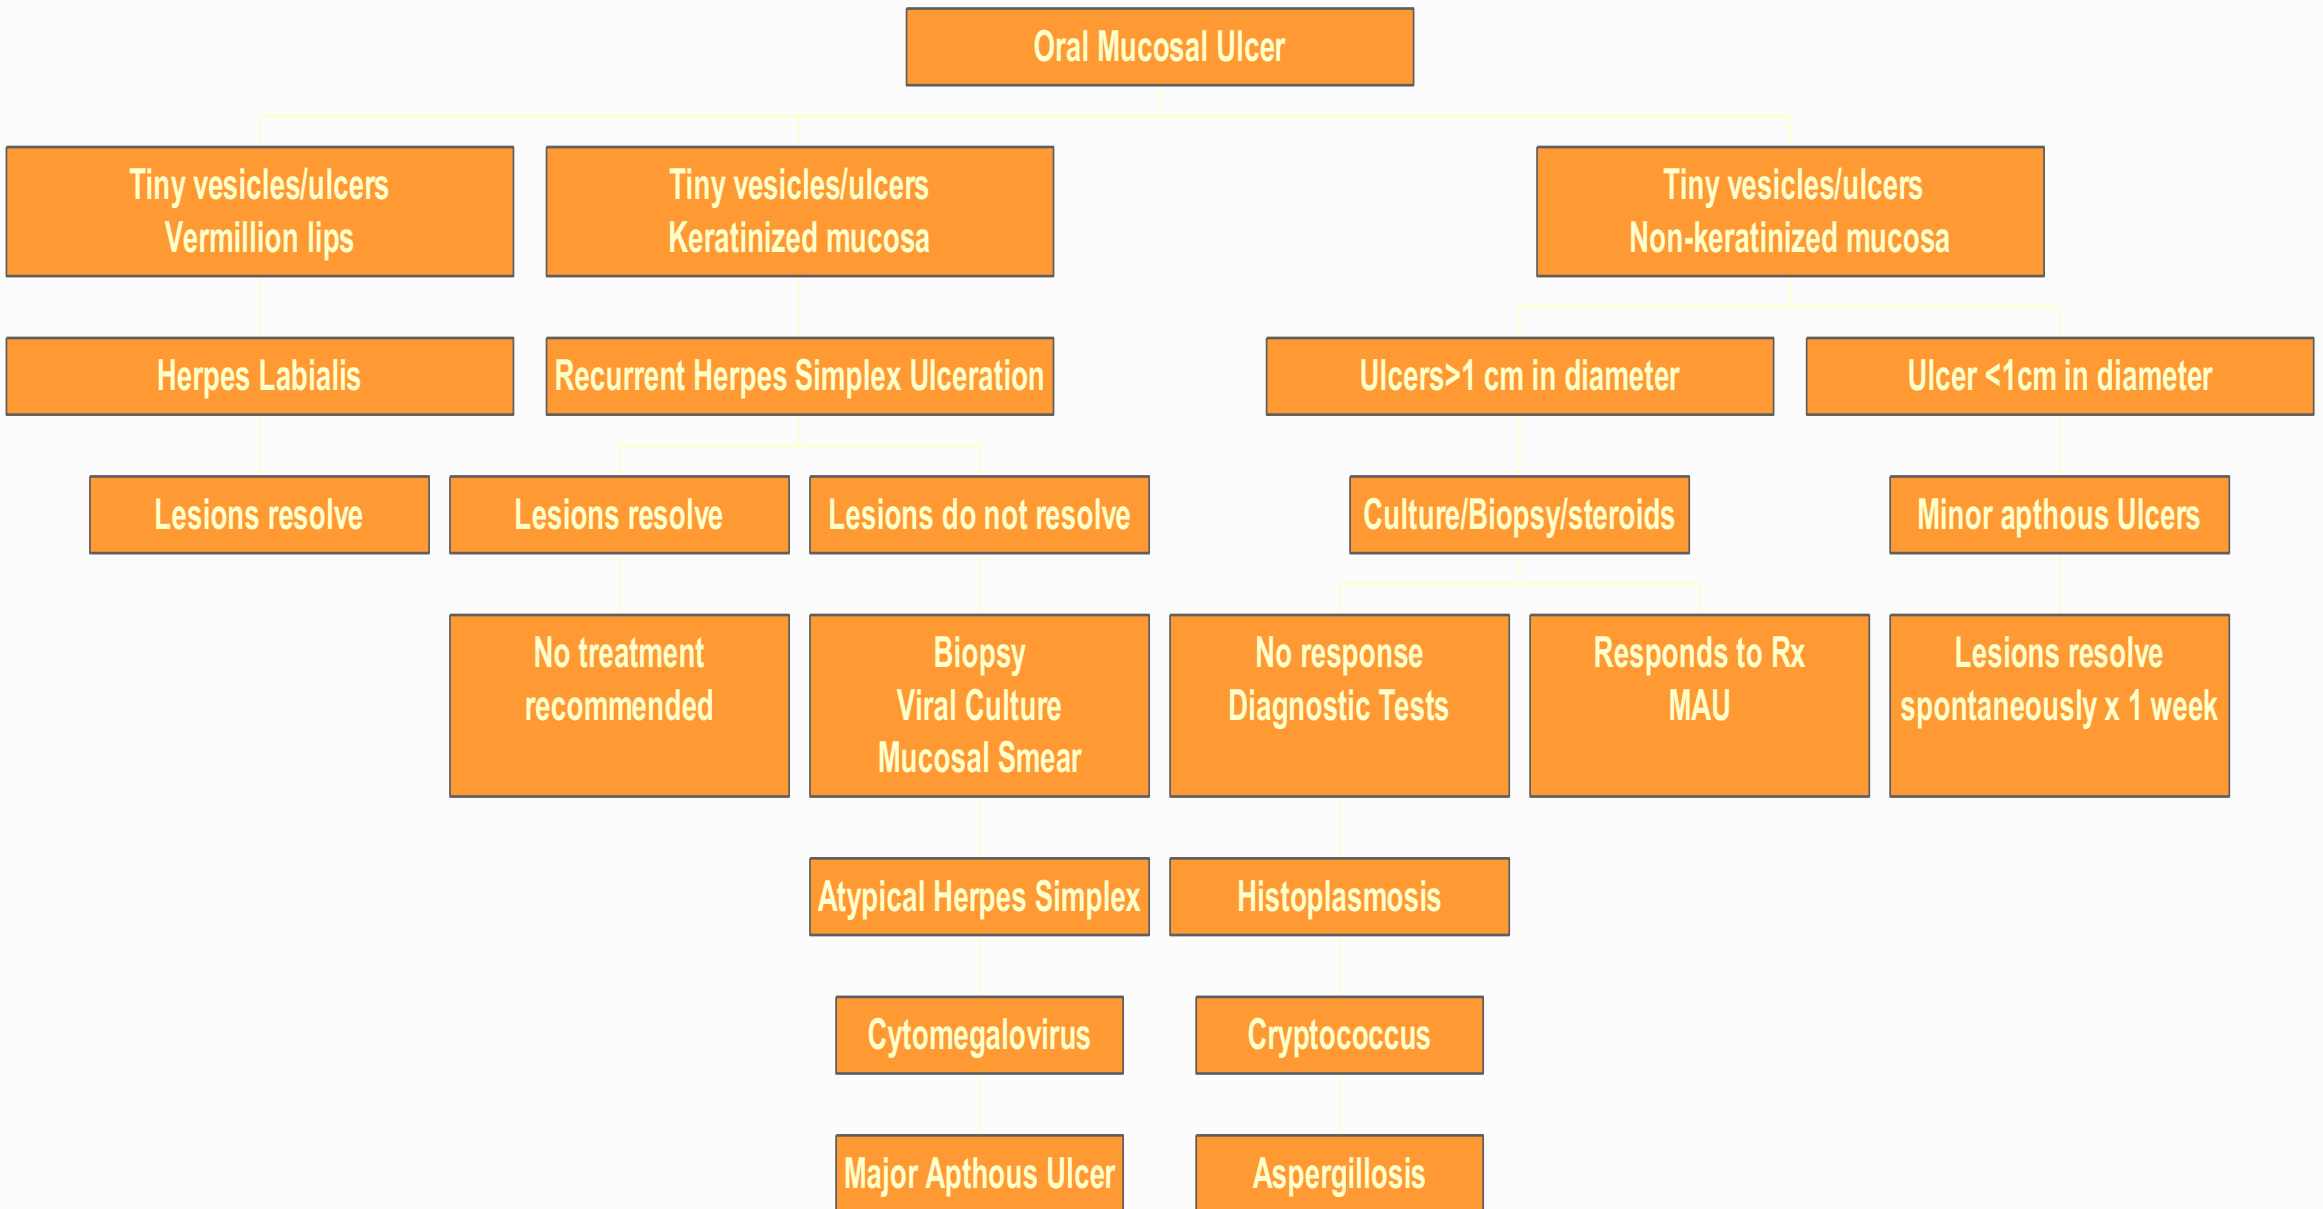 Oral Mucosal Ulcer
Tiny vesicles/ulcers
Vermillion lips
Tiny vesicles/ulcers
Keratinized mucosa
Tiny vesicles/ulcers
Non-keratinized mucosa
Herpes Labialis
Recurrent Herpes Simplex Ulceration
Ulcers>1 cm in diameter
Ulcer <1cm in diameter
Lesions resolve
Lesions resolve
Lesions do not resolve
Culture/Biopsy/steroids
Minor apthous Ulcers
No treatment
recommended
Biopsy
Viral Culture
Mucosal Smear
No response
Diagnostic Tests
Responds to Rx
MAU
Lesions resolve
spontaneously x 1 week
Atypical Herpes Simplex
Histoplasmosis
Cytomegalovirus
Cryptococcus
Major Apthous Ulcer
Aspergillosis